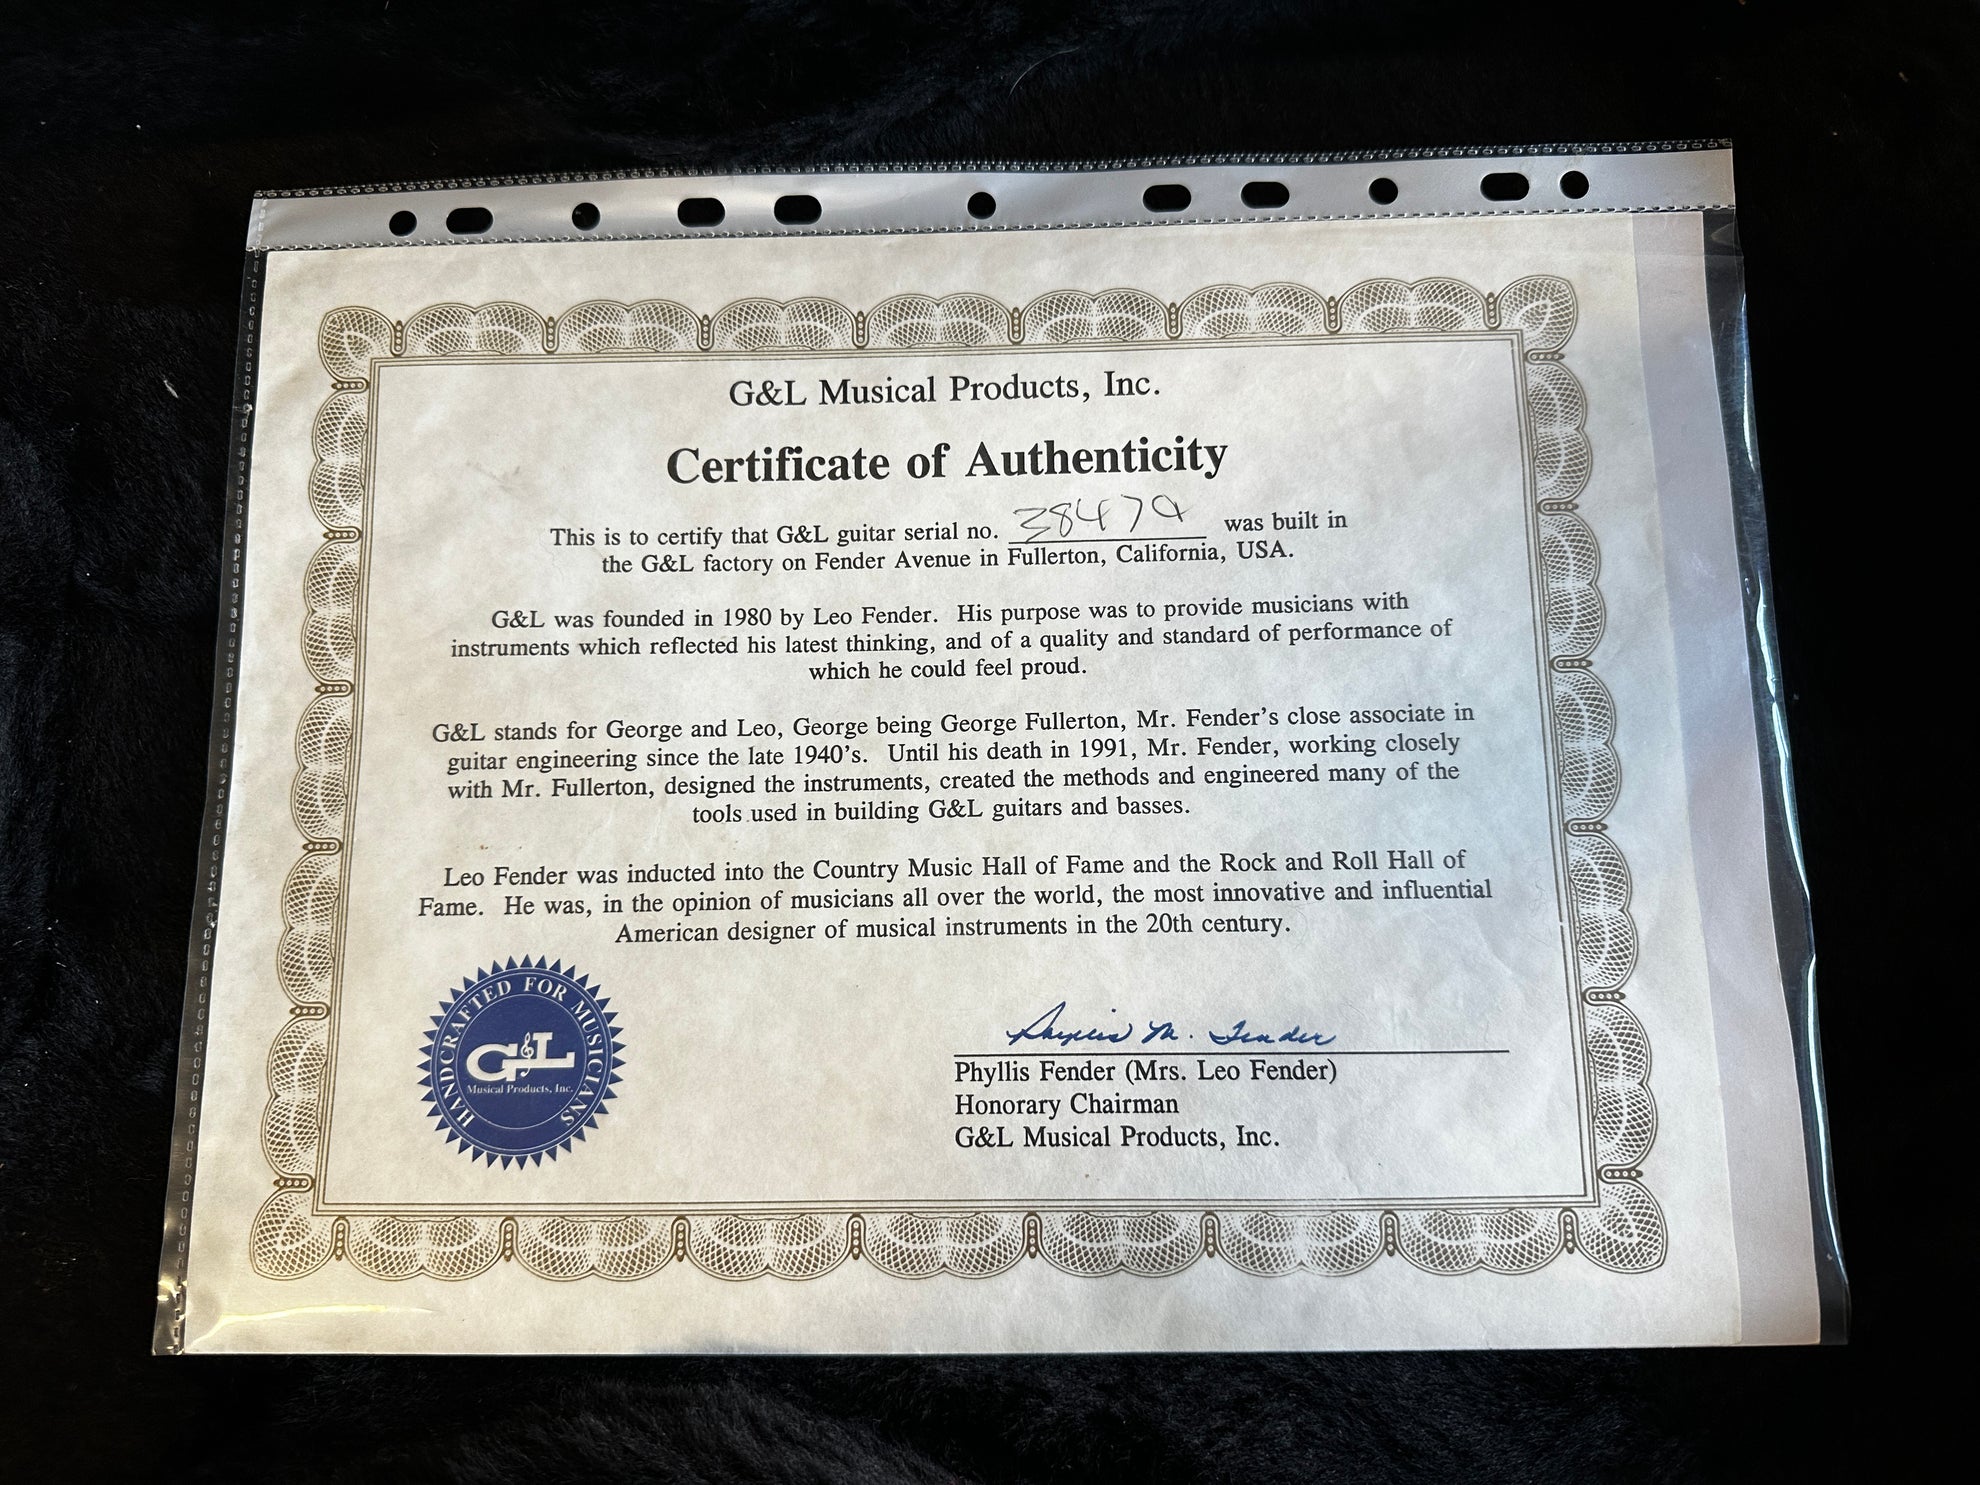 G&L Musical Products, Inc.
Certificate of Authenticity
This is to certify that G&L guitar serial no. 38479 was built in
the G&L factory on Fender Avenue in Fullerton, California, USA.
G&L was founded in 1980 by Leo Fender. His purpose was to provide musicians with
instruments which reflected his latest thinking, and of a quality and standard of performance of
which he could feel proud.
G&L stands for George and Leo, George being George Fullerton, Mr. Fender's close associate in
guitar engineering since the late 1940's. Until his death in 1991, Mr. Fender, working closely
with Mr. Fullerton, designed the instruments, created the methods and engineered many of the
tools used in building G&L guitars and basses.
Leo Fender was inducted into the Country Music Hall of Fame and the Rock and Roll Hall of
Fame. He was, in the opinion of musicians all over the world, the most innovative and influential
American designer of musical instruments in the 20th century.
HANDCRAFTED FOR MUSICIANS
G&L
Musical Products, Inc.
Phyllis M. Fender
Phyllis Fender (Mrs. Leo Fender)
Honorary Chairman
G&L Musical Products, Inc.